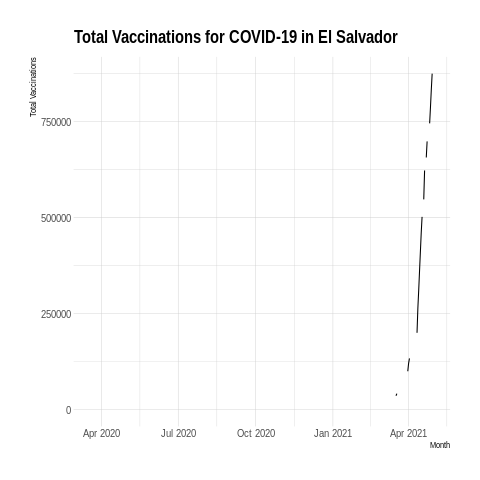 Total Vaccinations for COVID-19 in El Salvador
Total Vaccinations
750000
500000
250000
0
Apr 2020 Jul 2020 Oct 2020 Jan 2021 Apr 2021
Month